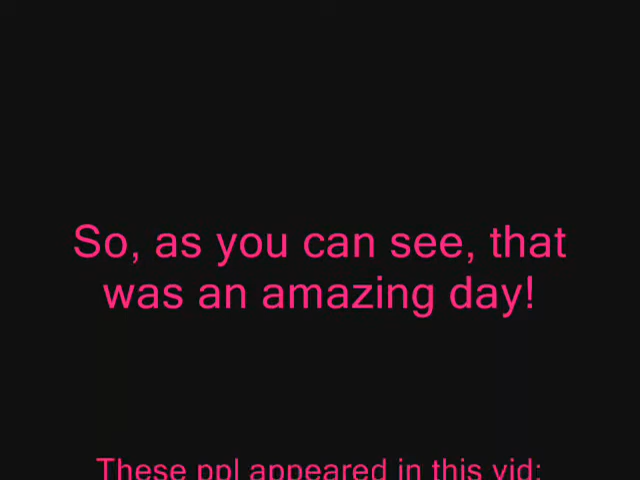 So, as you can see, that
was an amazing day!
These ppl appeared in this vid: